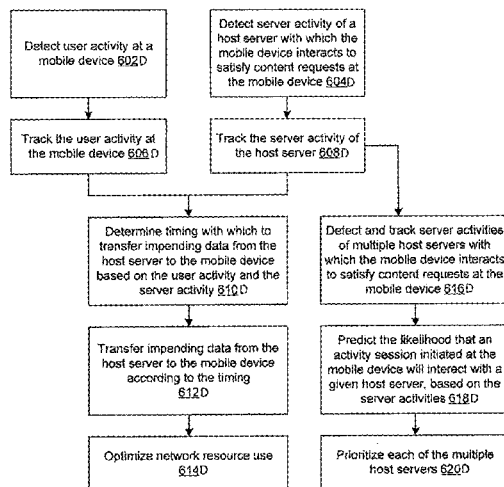 Detect user activity at a
mobile device 602D
Detect server activity of a
host server with which the
mobile device interacts to
satisfy content requests at
the mobile device 604D
Track the user activity at
the mobile device 606D
Track the server activity of
the host server 608D
Determine timing with which to
transfer impending data from the
host server to the mobile device
based on the user activity and the
server activity 610D
Detect and track server activities
of multiple host servers with
which the mobile device interacts
to satisfy content requests at the
mobile device 616D
Transfer impending data from the
host server to the mobile device
according to the timing
612D
Predict the likelihood that an
activity session initiated at the
mobile device will interact with a
given host server, based on the
server activities 618D
Optimize network resource use
614D
Prioritize each of the multiple
host servers 620D